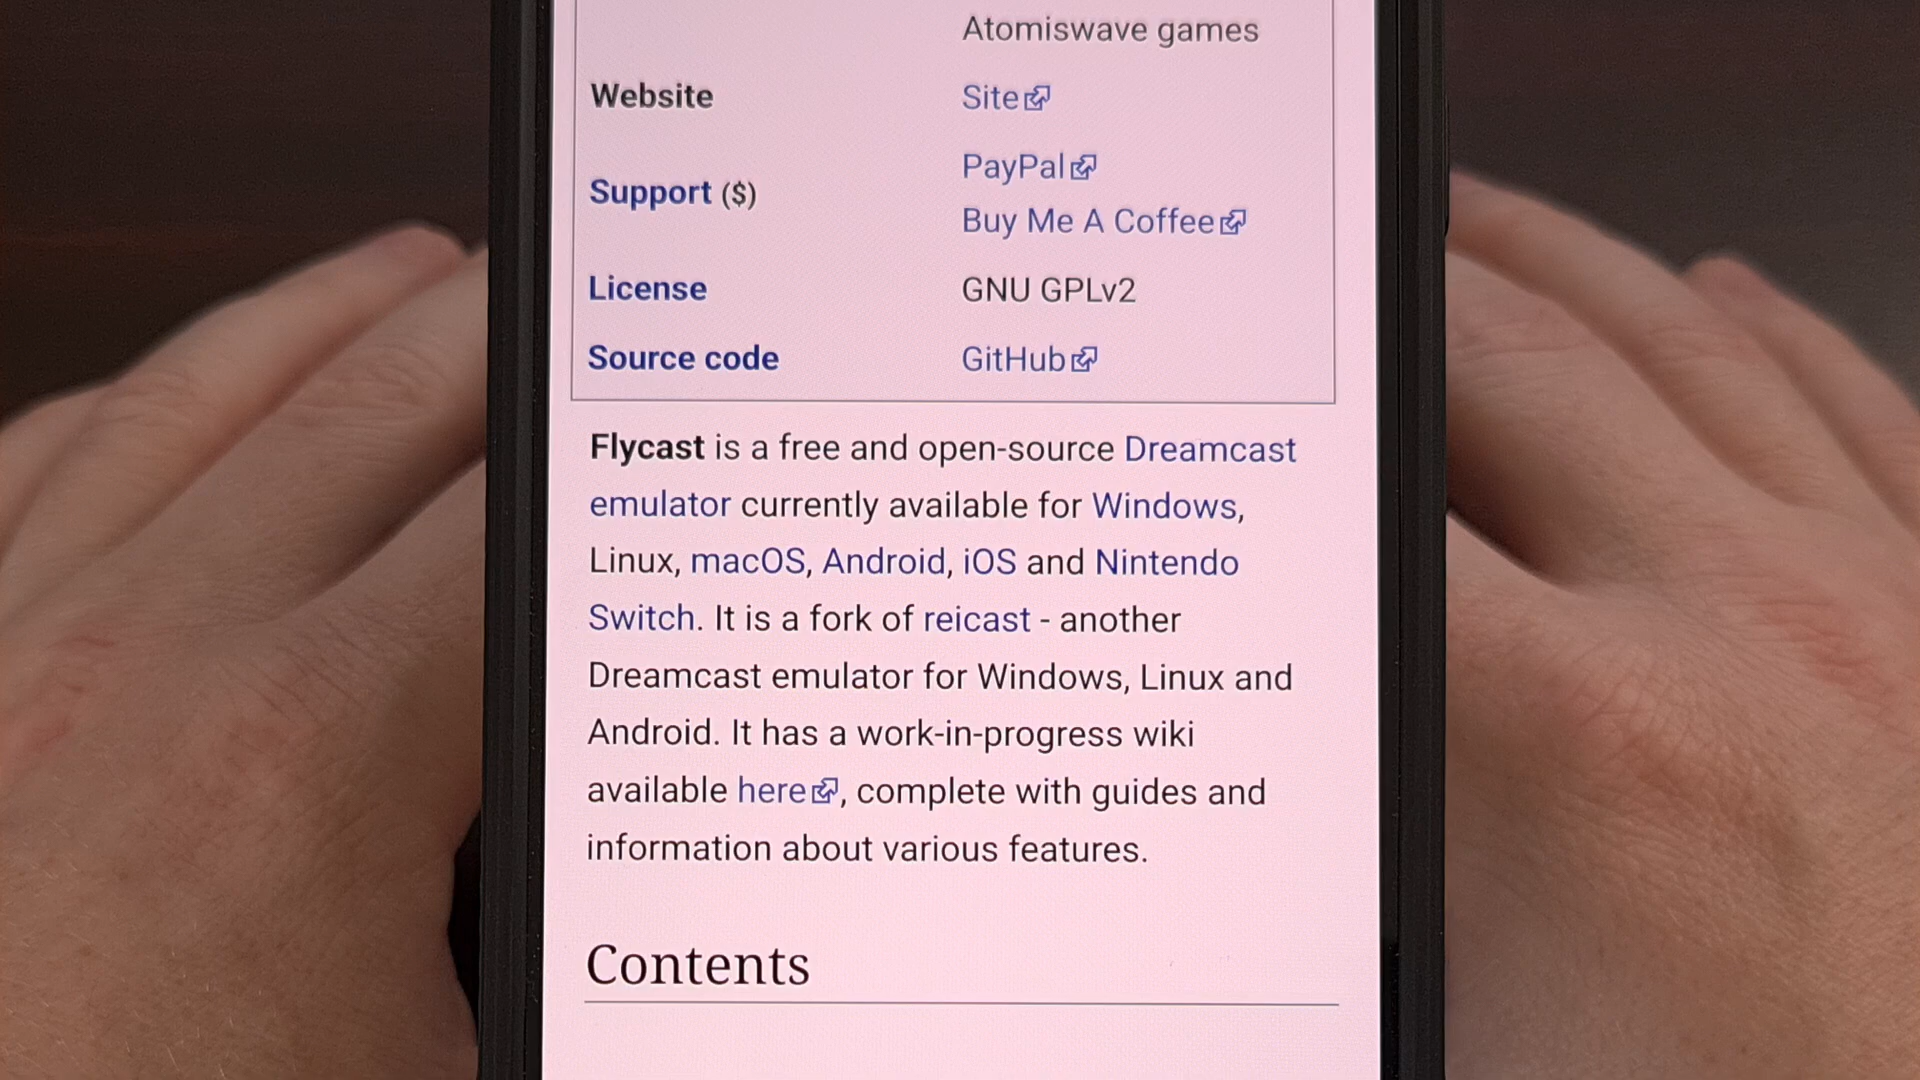 Atomiswave games
Website Site
Support ($) PayPal
Buy Me A Coffee
License GNU GPLv2
Source code GitHub
Flycast is a free and open-source Dreamcast
emulator currently available for Windows,
Linux, macOS, Android, iOS and Nintendo
Switch. It is a fork of reicast - another
Dreamcast emulator for Windows, Linux and
Android. It has a work-in-progress wiki
available here, complete with guides and
information about various features.
Contents